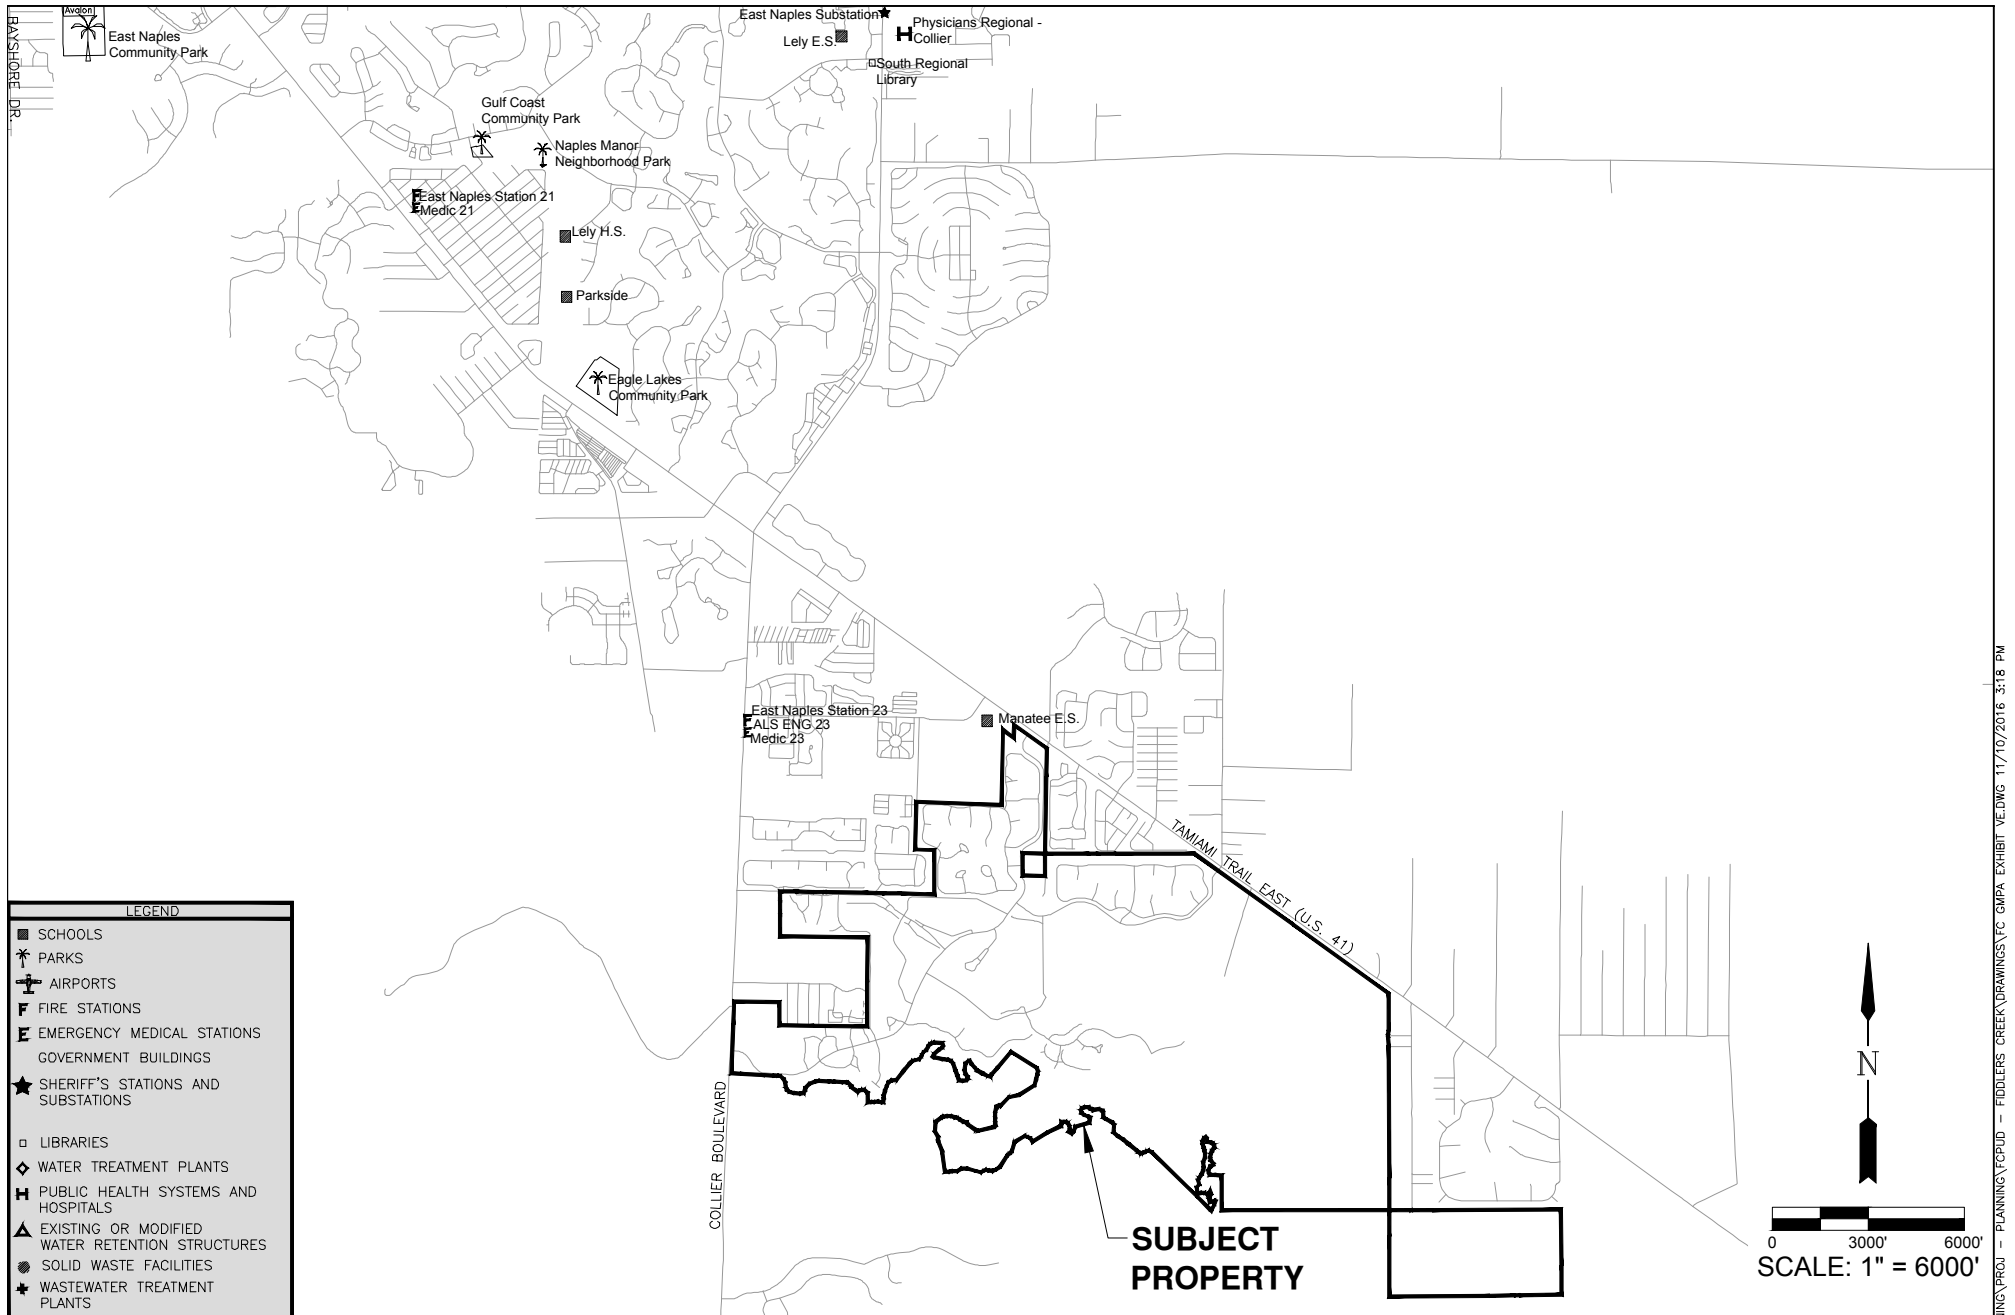 Avalon
East Naples
Community Park
BAYSHORE DR.
East Naples Substation
Lely E.S.
Physicians Regional -
Collier
South Regional
Library
Gulf Coast
Community Park
Naples Manor
Neighborhood Park
East Naples Station 21
Medic 21
Lely H.S.
Parkside
Eagle Lakes
Community Park
East Naples Station 23
ALS ENG 23
Medic 23
Manatee E.S.
TAMIAMI TRAIL EAST (U.S. 41)
COLLIER BOULEVARD
SUBJECT
PROPERTY
LEGEND
SCHOOLS
PARKS
AIRPORTS
F FIRE STATIONS
E EMERGENCY MEDICAL STATIONS
GOVERNMENT BUILDINGS
SHERIFF'S STATIONS AND
SUBSTATIONS
LIBRARIES
WATER TREATMENT PLANTS
H PUBLIC HEALTH SYSTEMS AND
HOSPITALS
EXISTING OR MODIFIED
WATER RETENTION STRUCTURES
SOLID WASTE FACILITIES
WASTEWATER TREATMENT
PLANTS
N
0 3000' 6000'
SCALE: 1" = 6000'
ING\PROJ - PLANNING\FCPUD - FIDDLERS CREEK\DRAWINGS\FC GMPA EXHIBIT VE.DWG 11/10/2016 3:18 PM